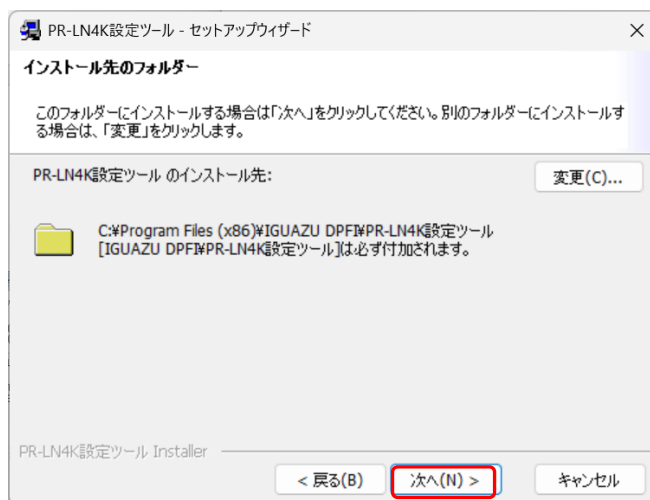 PR-LN4K設定ツール - セットアップウィザード
インストール先のフォルダー
このフォルダーにインストールする場合は「次へ」をクリックしてください。別のフォルダーにインストールす
る場合は、「変更」をクリックします。
PR-LN4K設定ツール のインストール先:
変更(C)...
C:¥Program Files (x86)¥IGUAZU DPFI¥PR-LN4K設定ツール
[IGUAZU DPFI¥PR-LN4K設定ツール]は必ず付加されます。
PR-LN4K設定ツール Installer
< 戻る(B)
次へ(N) >
キャンセル